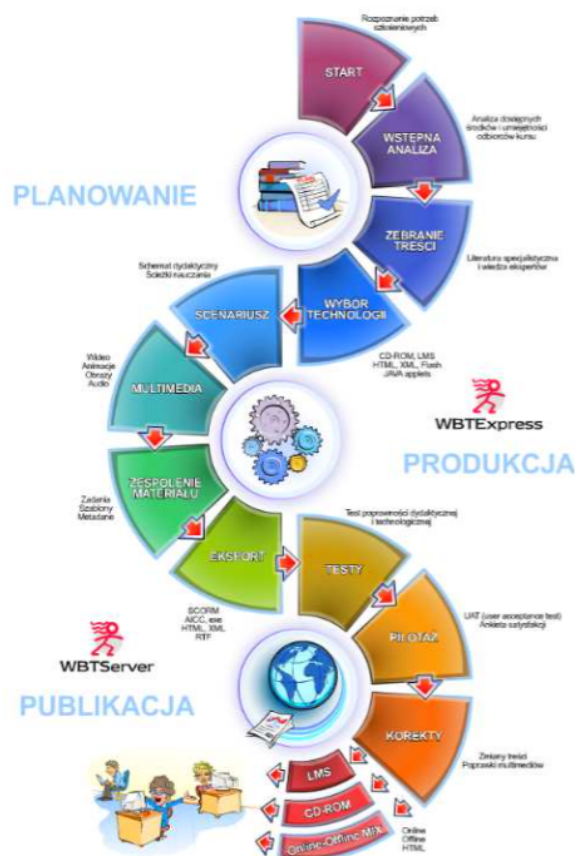 Rozpoznanie potrzeb
szkoleniowych
START
WSTEPNA
ANALIZA
Analiza dostępnych
środków i umiejętności
odbiorców kursu
PLANOWANIE
ZEBRANIE
TREŚCI
Literatura specjalistyczna
i wiedza ekspertów
Schemat dydaktyczny
Ścieżki nauczania
SCENARIUSZ
WYBOR
TECHNOLOGII
CD-ROM, LMS
HTML, XML, Flash
JAVA applets
Wideo
Animacje
Obrazy
Audio
MULTIMEDIA
WBTExpress
PRODUKCJA
ZESPOLENIE
MATERIAŁU
Zadania
Szablony
Metadane
EKSPORT
SCORM
AICC, exe
HTML, XML
RTF
Test poprawności dydaktycznej
i technologicznej
TESTY
PILOTAŻ
UAT (user acceptance test)
Ankieta satysfakcji
WBTServer
PUBLIKACJA
KOREKTY
Zmiany treści
Poprawki multimediów
LMS
CD-ROM
Online-Offline MIX
Online
Offline
HTML